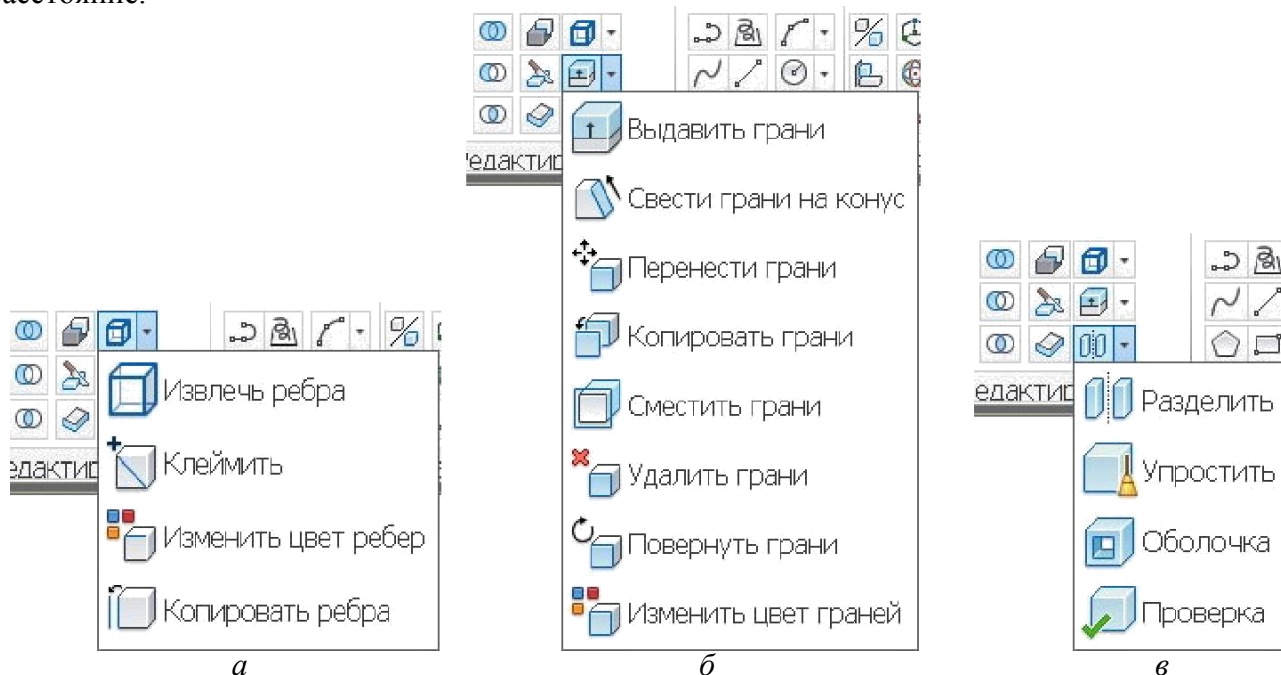 расстояние.
Извлечь ребра
Клеймить
Изменить цвет ребер
Копировать ребра
а
Выдавить грани
Свести грани на конус
Перенести грани
Копировать грани
Сместить грани
Удалить грани
Повернуть грани
Изменить цвет граней
б
Разделить
Упростить
Оболочка
Проверка
в